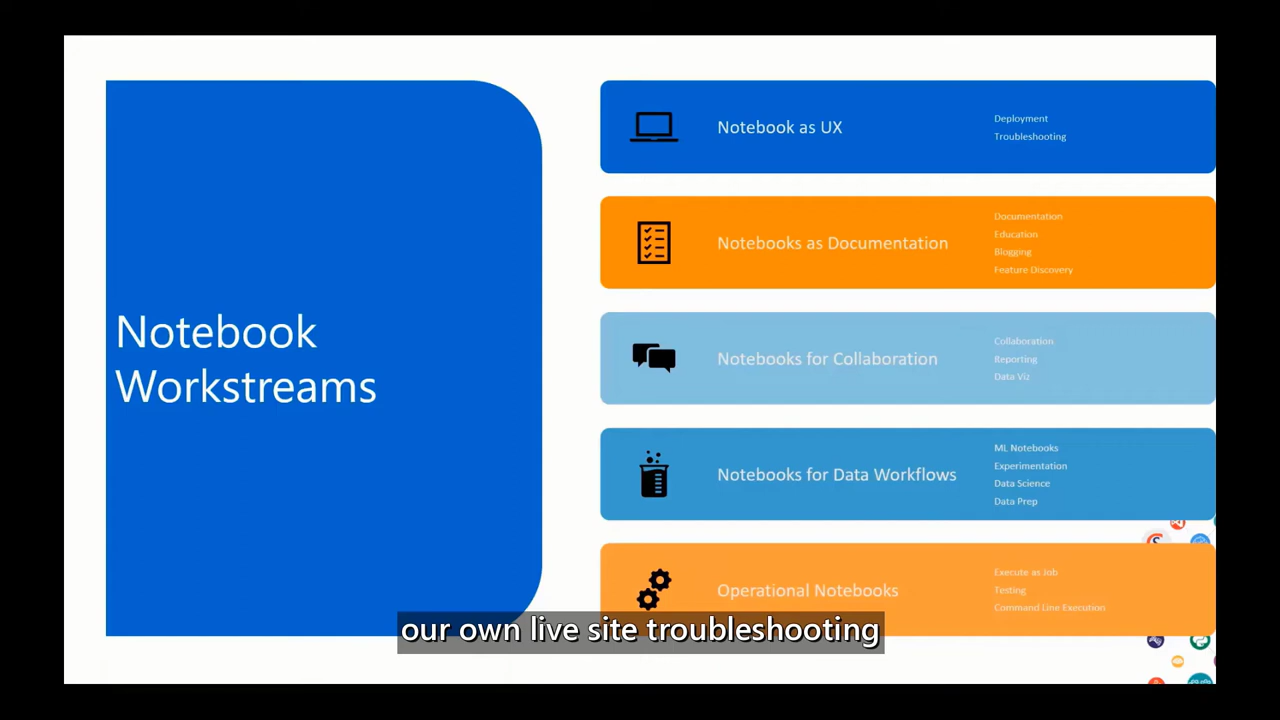 Notebook
Workstreams
Notebook as UX
Deployment
Troubleshooting
Notebooks as Documentation
Documentation
Education
Blogging
Feature Discovery
Notebooks for Collaboration
Collaboration
Reporting
Data Viz
Notebooks for Data Workflows
ML Notebooks
Experimentation
Data Science
Data Prep
Operational Notebooks
Execute as Job
Testing
Command Line Execution
our own live site troubleshooting